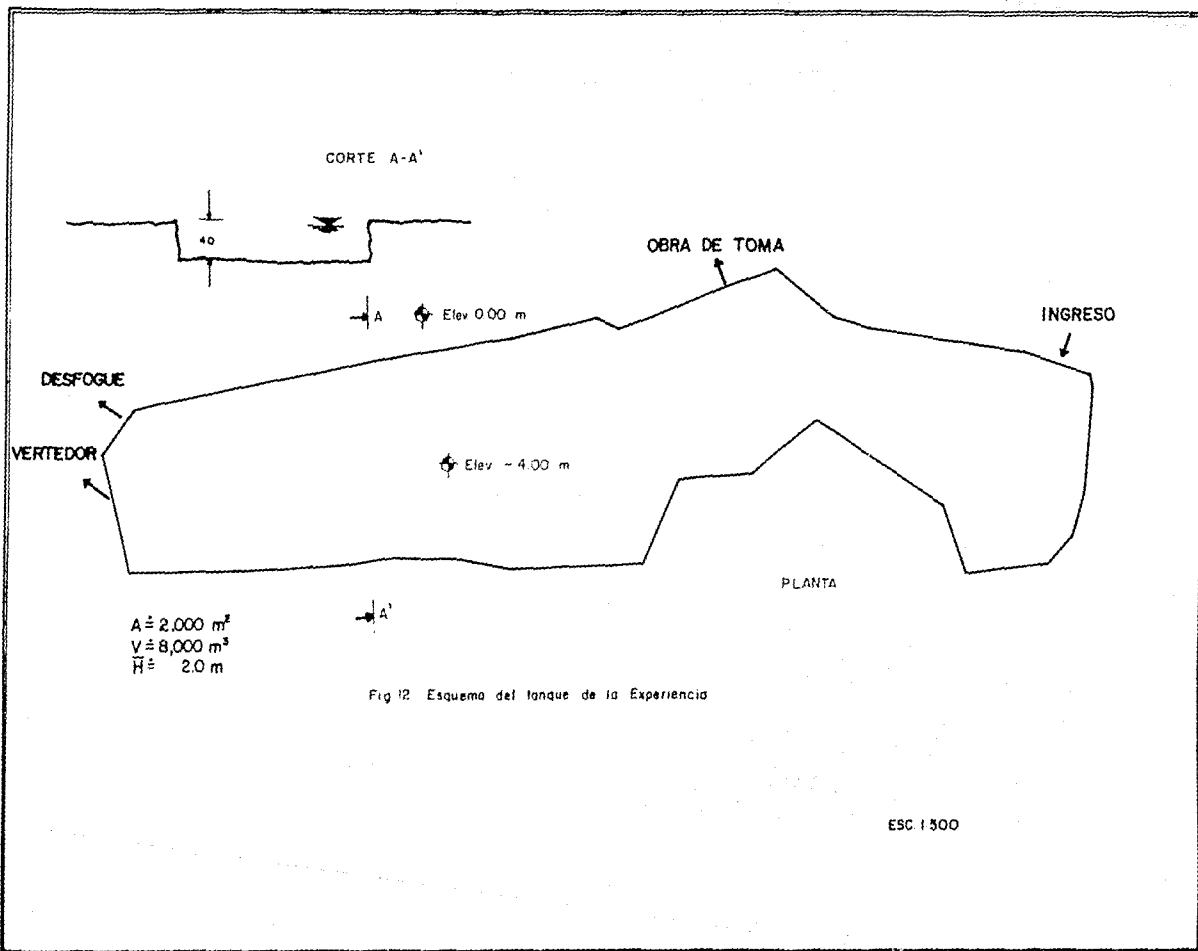 CORTE A-A'
40
OBRA DE TOMA
A
Elev 0.00 m
INGRESO
DESFOGUE
VERTEDOR
Elev - 4.00 m
PLANTA
A'
A ≐ 2,000 m²
V ≐ 8,000 m³
H̅ ≐ 2.0 m
Fig 12 Esquema del tanque de la Experiencia
ESC. 1:500